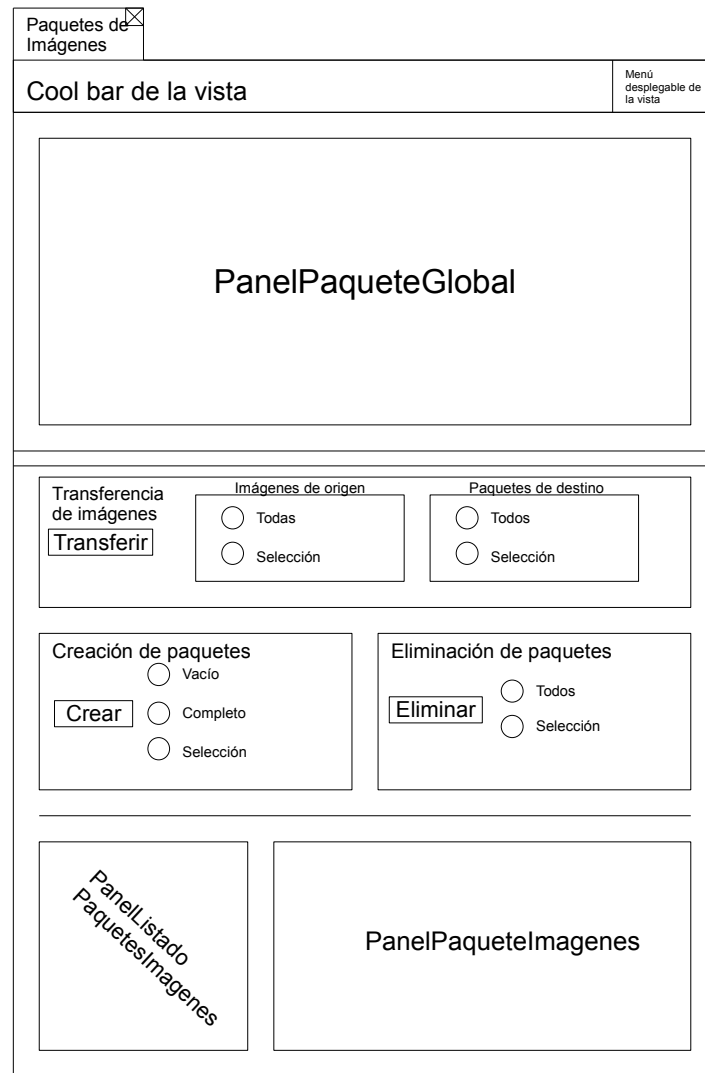 Paquetes de
Imágenes
Cool bar de la vista
Menú
desplegable de
la vista
PanelPaqueteGlobal
Transferencia
de imágenes
Transferir
Imágenes de origen
Todas
Selección
Paquetes de destino
Todos
Selección
Creación de paquetes
Vacío
Crear
Completo
Selección
Eliminación de paquetes
Todos
Eliminar
Selección
PanelListado
PaquetesImagenes
PanelPaqueteImagenes